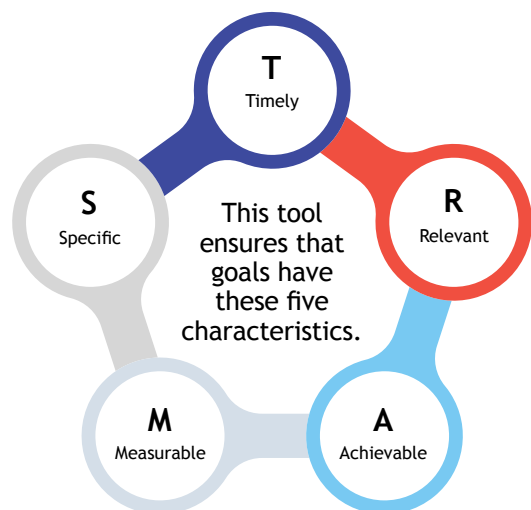 T
Timely
S
Specific
R
Relevant
This tool
ensures that
goals have
these five
characteristics.
M
Measurable
A
Achievable